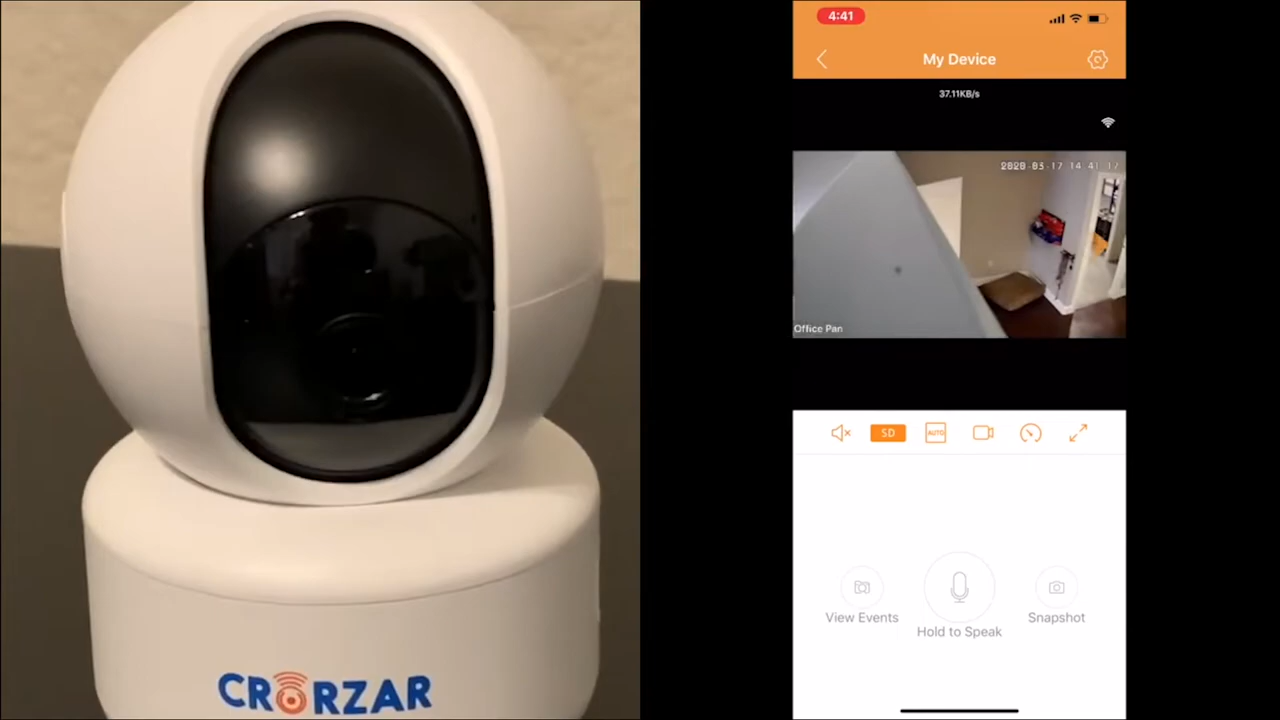 CRORZAR
4:41
My Device
37.11KB/s
2020-03-17 14:41:17
Office Pan
SD
AUTO
View Events
Hold to Speak
Snapshot